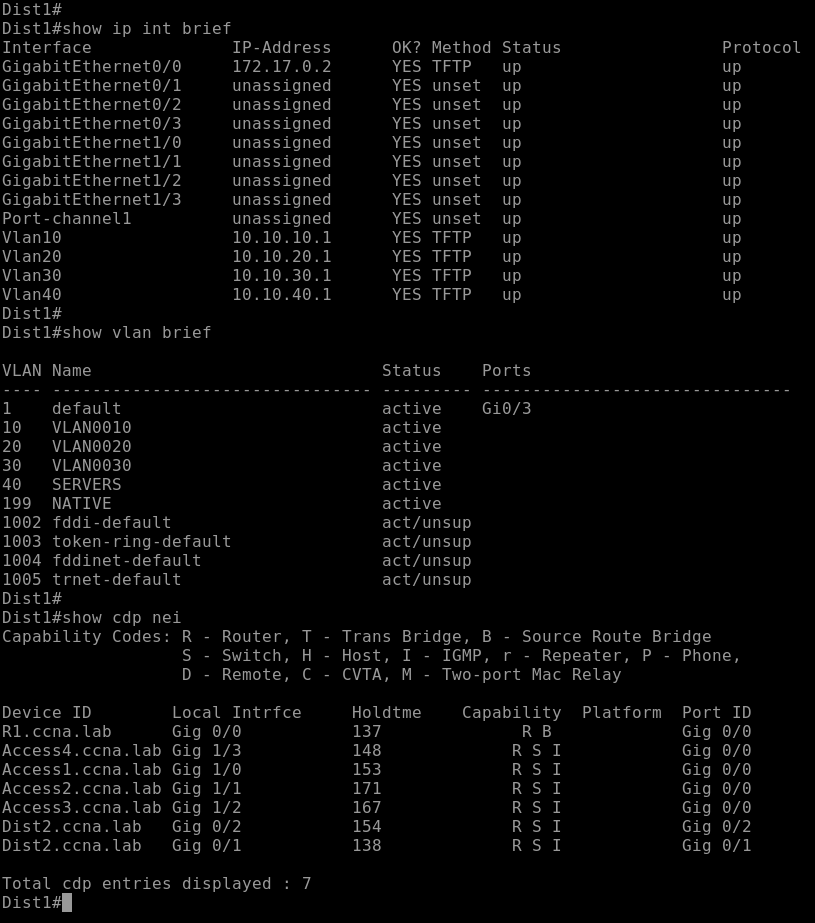 Dist1#
Dist1#show ip int brief
Interface              IP-Address      OK? Method Status                Protocol
GigabitEthernet0/0     172.17.0.2      YES TFTP   up                    up
GigabitEthernet0/1     unassigned      YES unset  up                    up
GigabitEthernet0/2     unassigned      YES unset  up                    up
GigabitEthernet0/3     unassigned      YES unset  up                    up
GigabitEthernet1/0     unassigned      YES unset  up                    up
GigabitEthernet1/1     unassigned      YES unset  up                    up
GigabitEthernet1/2     unassigned      YES unset  up                    up
GigabitEthernet1/3     unassigned      YES unset  up                    up
Port-channel1          unassigned      YES unset  up                    up
Vlan10                 10.10.10.1      YES TFTP   up                    up
Vlan20                 10.10.20.1      YES TFTP   up                    up
Vlan30                 10.10.30.1      YES TFTP   up                    up
Vlan40                 10.10.40.1      YES TFTP   up                    up
Dist1#
Dist1#show vlan brief

VLAN Name                             Status    Ports
---- -------------------------------- --------- -------------------------------
1    default                          active    Gi0/3
10   VLAN0010                         active
20   VLAN0020                         active
30   VLAN0030                         active
40   SERVERS                          active
199  NATIVE                           active
1002 fddi-default                     act/unsup
1003 token-ring-default               act/unsup
1004 fddinet-default                  act/unsup
1005 trnet-default                    act/unsup
Dist1#
Dist1#show cdp nei
Capability Codes: R - Router, T - Trans Bridge, B - Source Route Bridge
                  S - Switch, H - Host, I - IGMP, r - Repeater, P - Phone,
                  D - Remote, C - CVTA, M - Two-port Mac Relay

Device ID        Local Intrfce     Holdtme    Capability  Platform  Port ID
R1.ccna.lab      Gig 0/0           137              R B             Gig 0/0
Access4.ccna.lab Gig 1/3           148             R S I            Gig 0/0
Access1.ccna.lab Gig 1/0           153             R S I            Gig 0/0
Access2.ccna.lab Gig 1/1           171             R S I            Gig 0/0
Access3.ccna.lab Gig 1/2           167             R S I            Gig 0/0
Dist2.ccna.lab   Gig 0/2           154             R S I            Gig 0/2
Dist2.ccna.lab   Gig 0/1           138             R S I            Gig 0/1

Total cdp entries displayed : 7
Dist1#